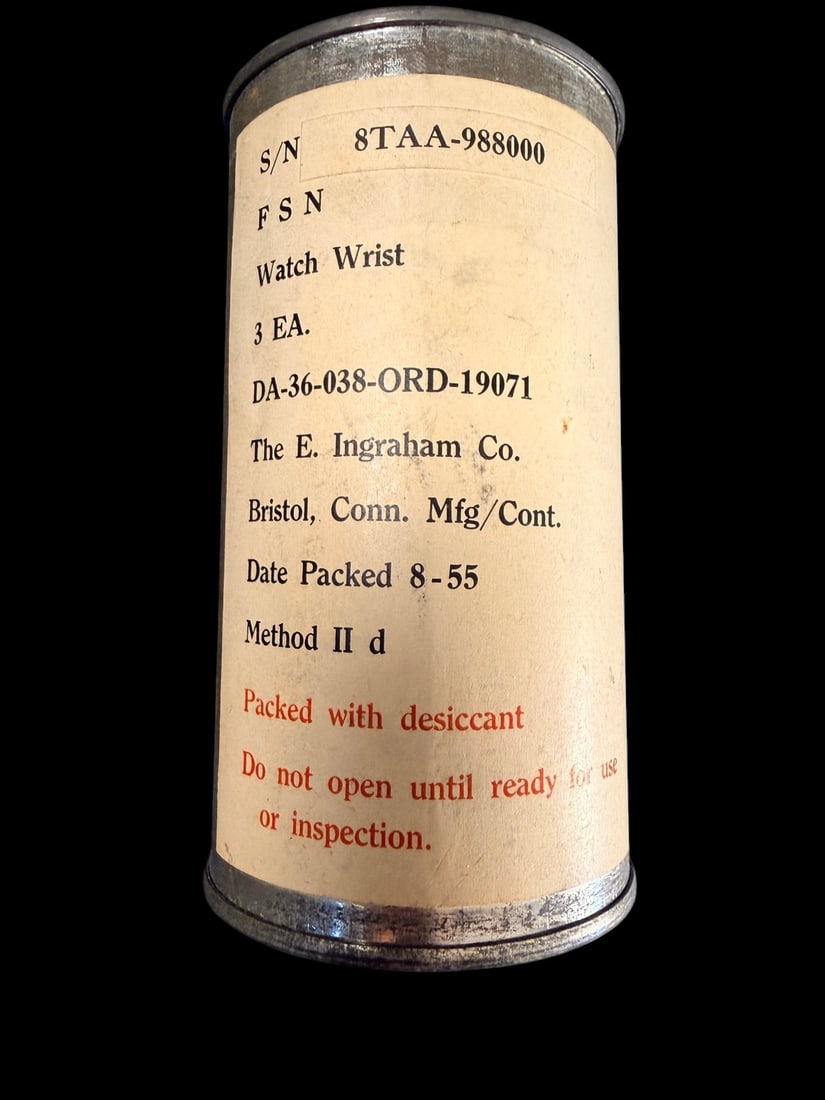 S/N 8TAA-988000
F S N
Watch Wrist
3 EA.
DA-36-038-ORD-19071
The E. Ingraham Co.
Bristol, Conn. Mfg/Cont.
Date Packed 8-55
Method II d
Packed with desiccant
Do not open until ready for use
or inspection.